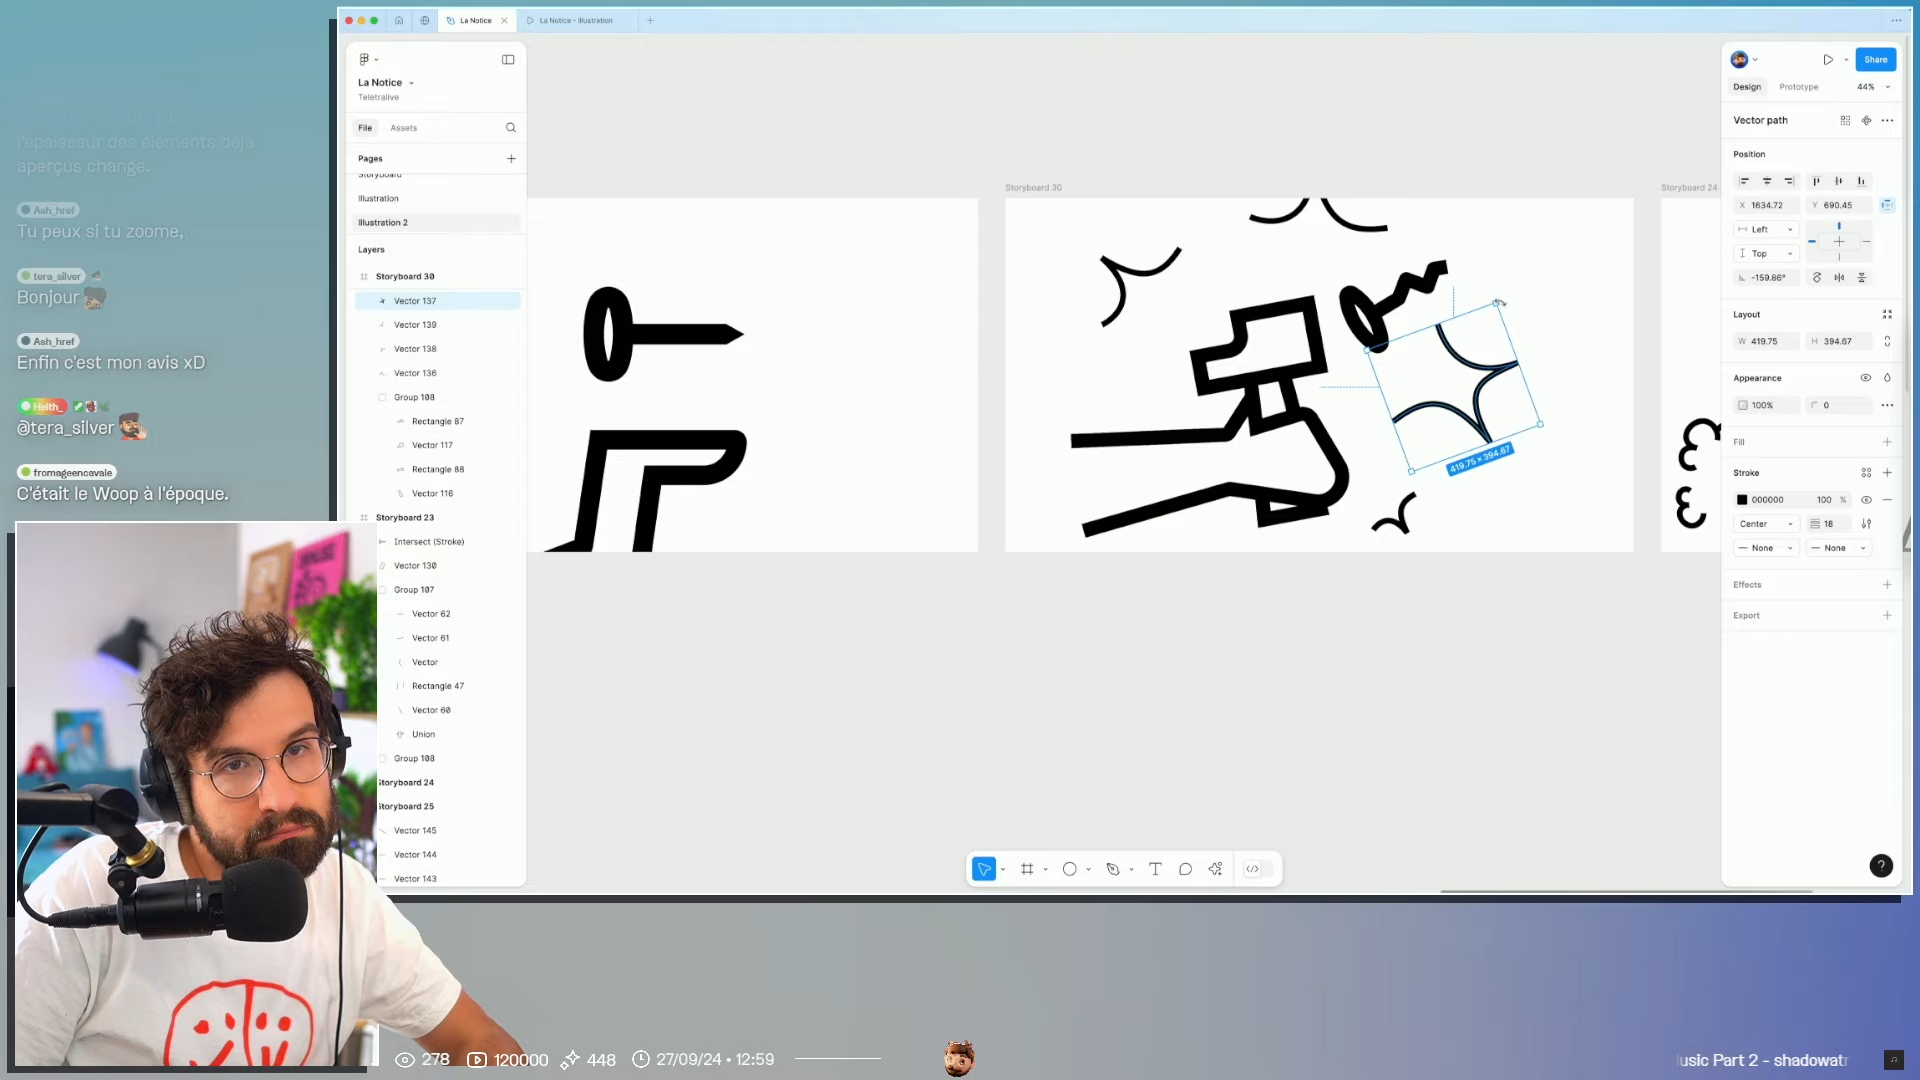 La Notice
La Notice - Illustration
l'épaisseur des éléments déjà
aperçus change.
Ash_href
Tu peux si tu zoome,
tera_silver
Bonjour
Ash_href
Enfin c'est mon avis xD
Helth_
@tera_silver
fromageencavale
C'était le Woop à l'époque.
La Notice
Teletralive
File
Assets
Pages
Storyboard
Illustration
Illustration 2
Layers
Storyboard 30
Vector 137
Vector 139
Vector 138
Vector 136
Group 108
Rectangle 87
Vector 117
Rectangle 88
Vector 116
Storyboard 23
Intersect (Stroke)
Vector 130
Group 107
Vector 62
Vector 61
Vector
Rectangle 47
Vector 60
Union
Group 108
Storyboard 24
Storyboard 25
Vector 145
Vector 144
Vector 143
Storyboard 30
Storyboard 24
419.75 × 394.67
Share
Design
Prototype
44%
Vector path
Position
X 1634.72
Y 690.45
Left
Top
-159.86°
Layout
W 419.75
H 394.67
Appearance
100%
0
Fill
Stroke
000000
100 %
Center
18
None
None
Effects
Export
?
278
120000
448
27/09/24 • 12:59
usic Part 2 - shadowat